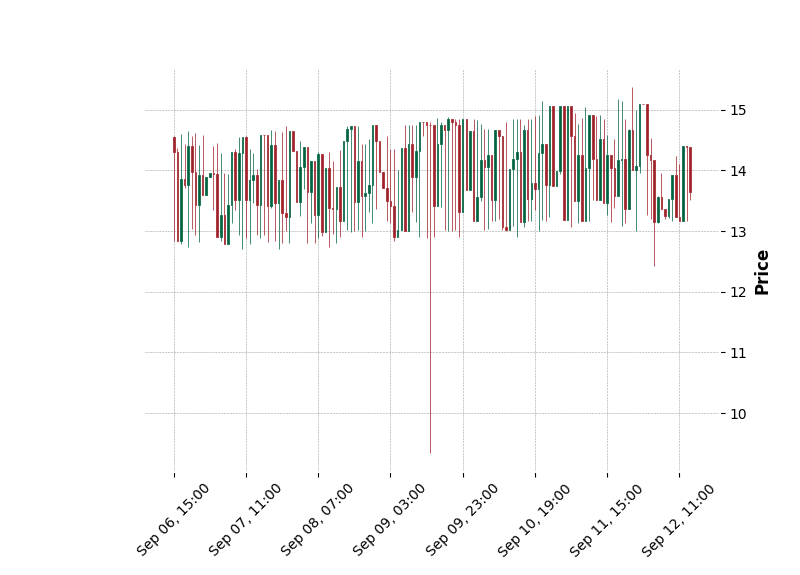 15
14
13
12
11
10
Price
Sep 06, 15:00
Sep 07, 11:00
Sep 08, 07:00
Sep 09, 03:00
Sep 09, 23:00
Sep 10, 19:00
Sep 11, 15:00
Sep 12, 11:00